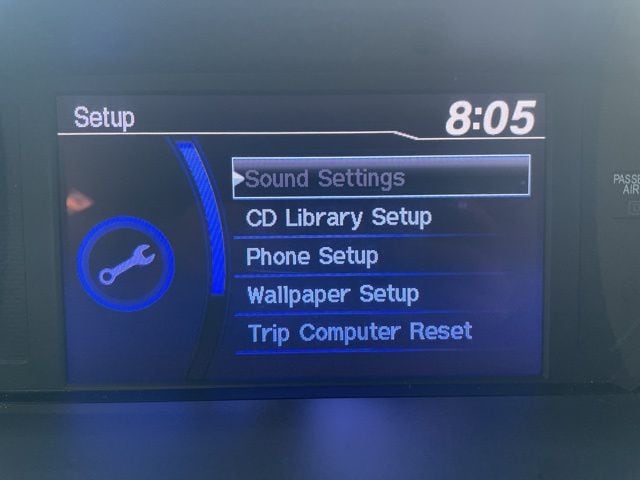 Setup
8:05
Sound Settings
CD Library Setup
Phone Setup
Wallpaper Setup
Trip Computer Reset